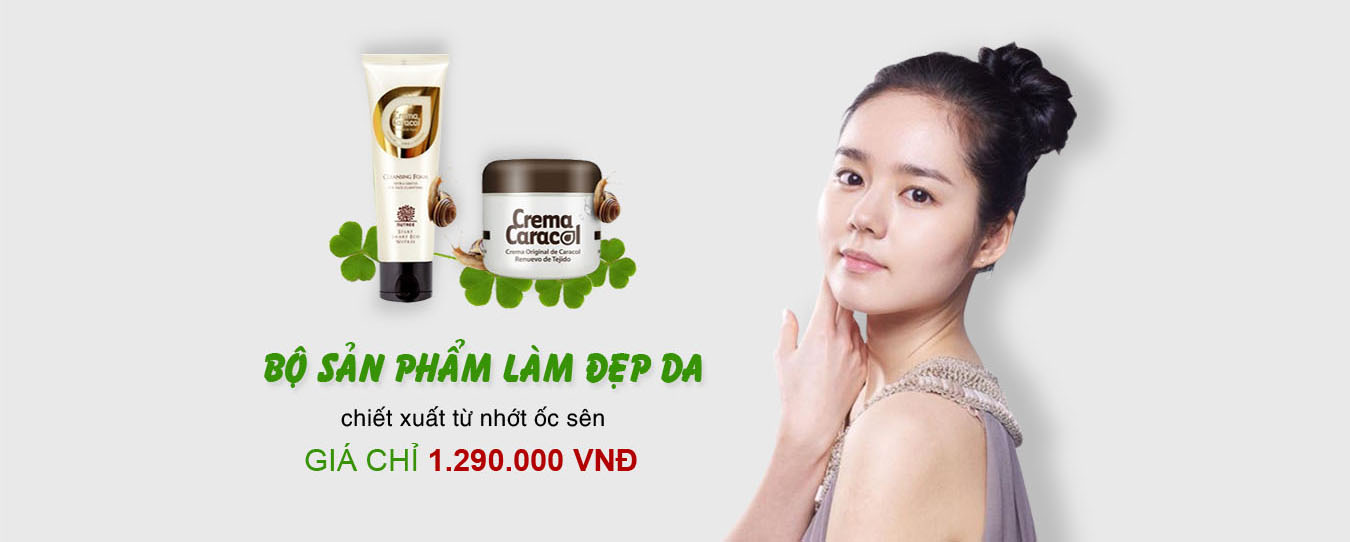 Crema
Caracol
CLEANSING FOAM
NUTREE
Crema
Caracol
Crema Original de Caracol
Renuevo de Tejido
BỘ SẢN PHẨM LÀM ĐẸP DA
chiết xuất từ nhớt ốc sên
GIÁ CHỈ 1.290.000 VNĐ